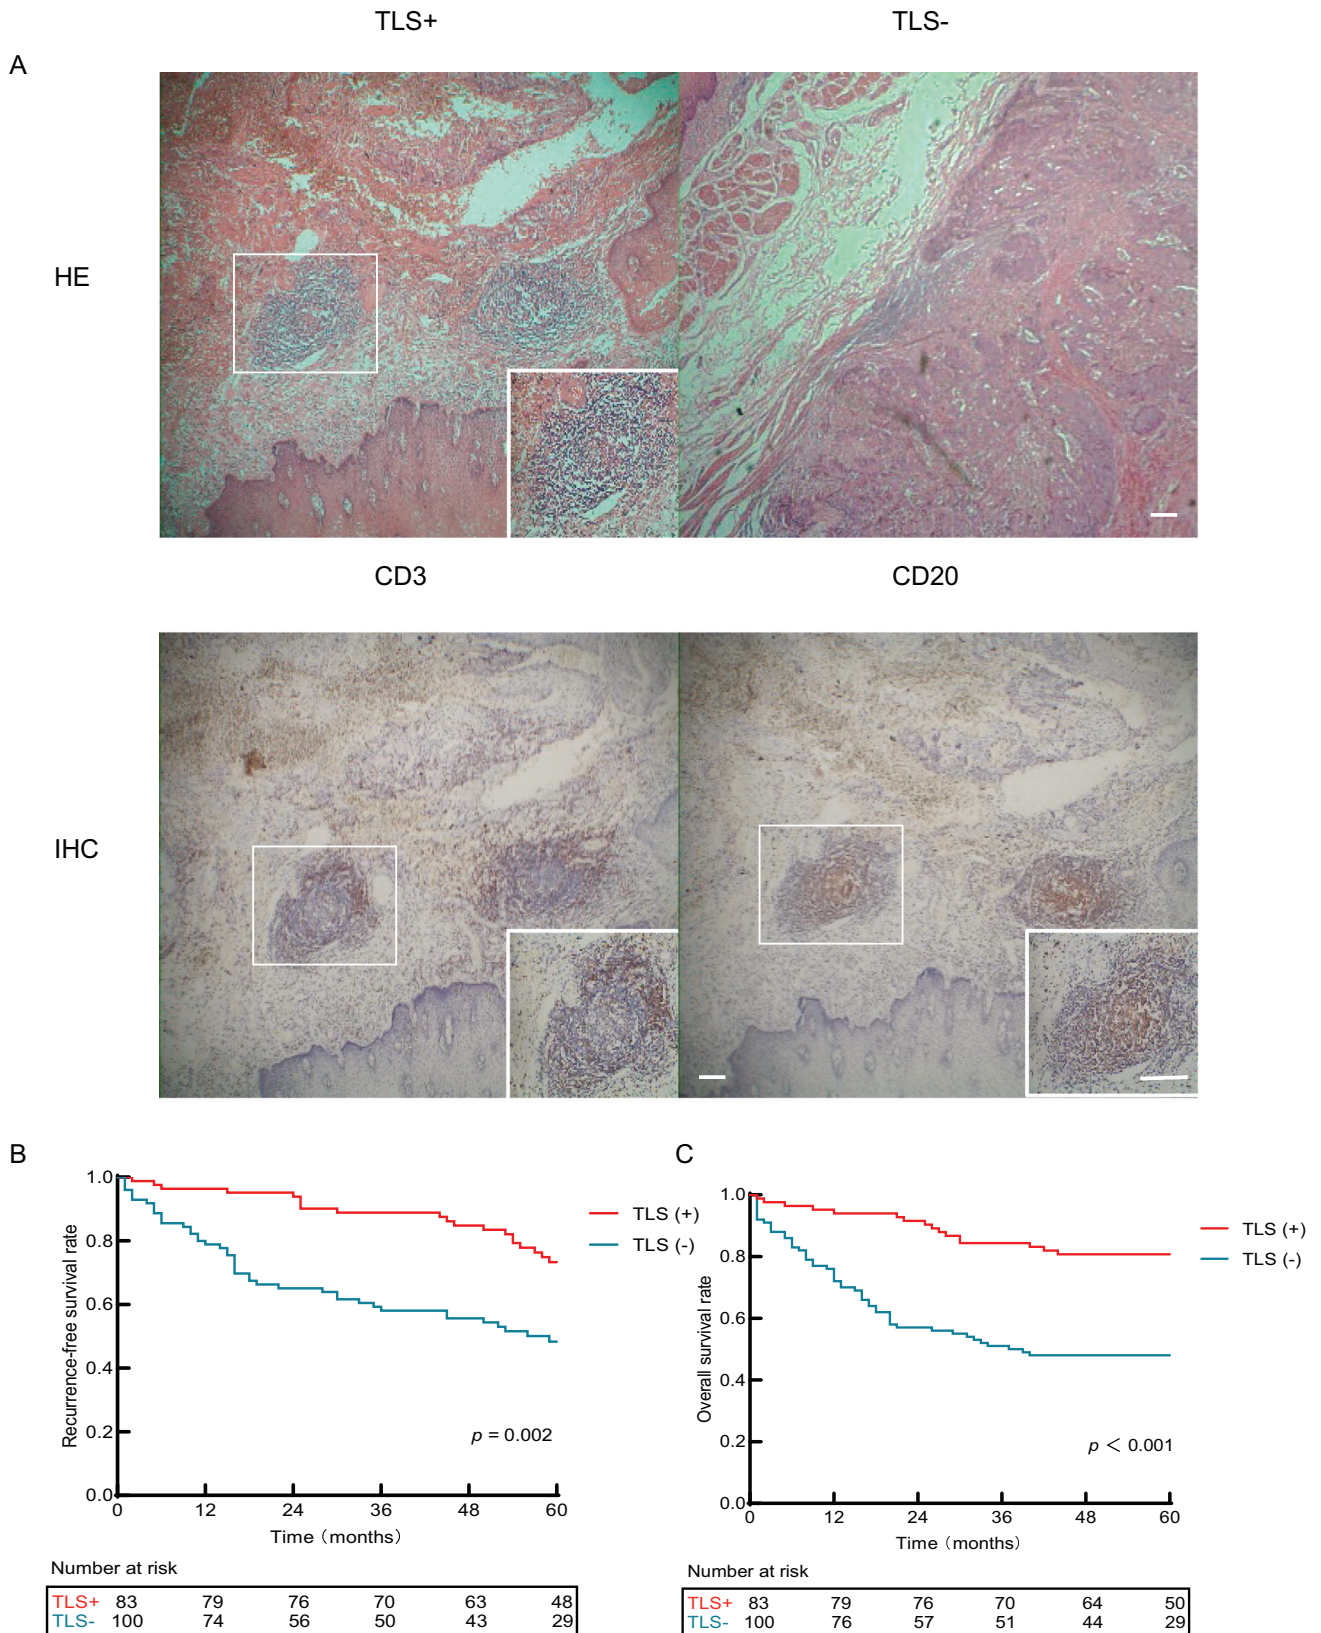 TLS+ TLS-
A
HE
CD3 CD20
IHC
B
1.0
0.8
0.6
0.4
0.2
0.0
Recurrence-free survival rate
TLS (+)
TLS (-)
p = 0.002
0 12 24 36 48 60
Time（months）
Number at risk
TLS+ 83 79 76 70 63 48
TLS- 100 74 56 50 43 29
C
1.0
0.8
0.6
0.4
0.2
0.0
Overall survival rate
TLS (+)
TLS (-)
p < 0.001
0 12 24 36 48 60
Time（months）
Number at risk
TLS+ 83 79 76 70 64 50
TLS- 100 76 57 51 44 29